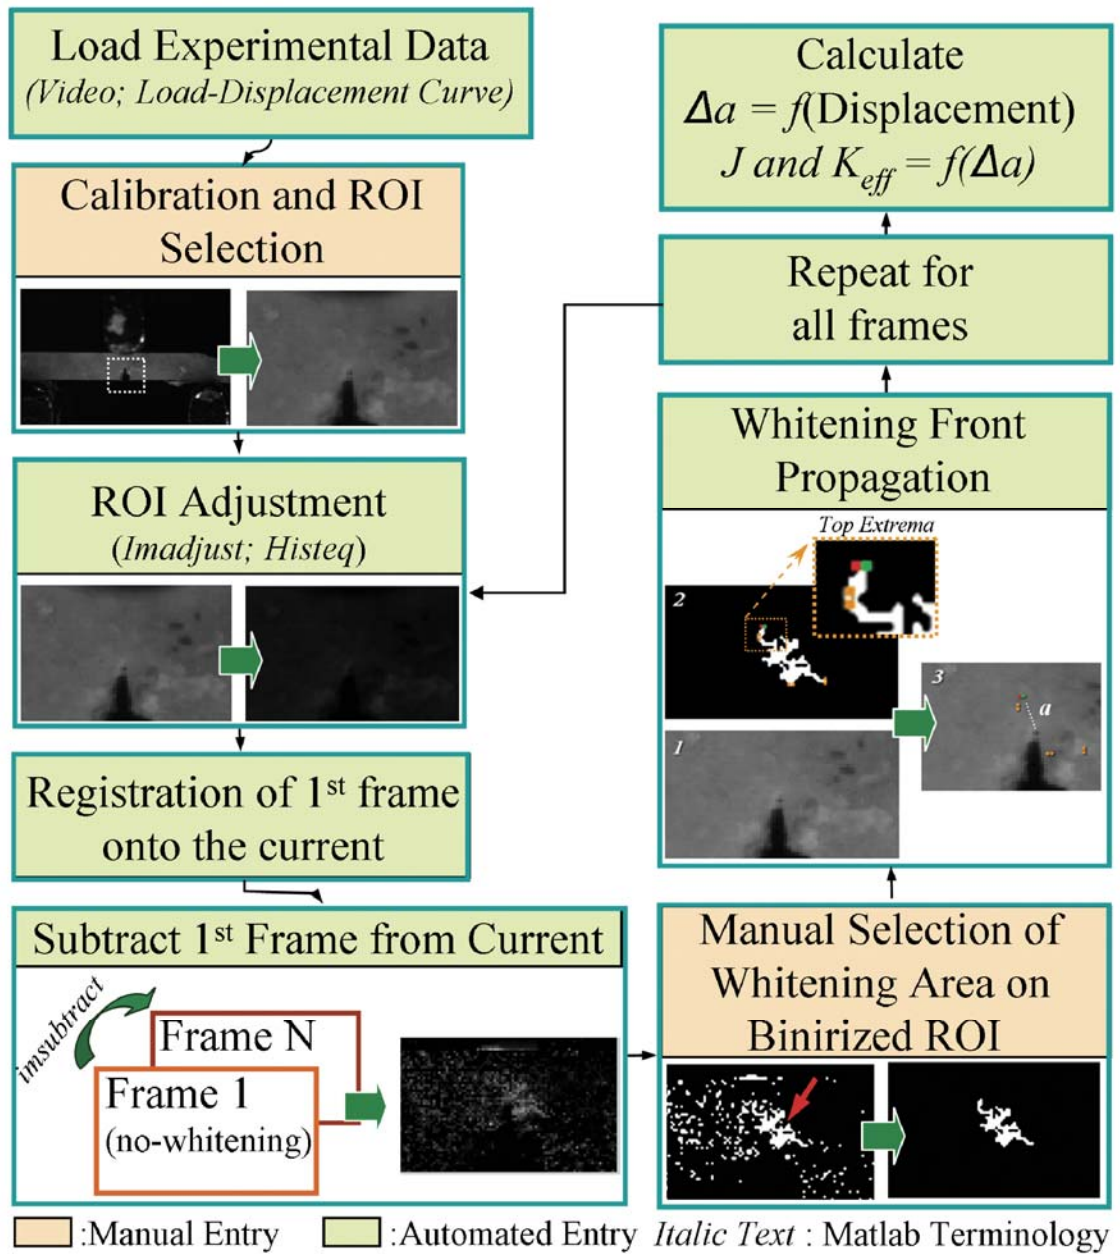 Load Experimental Data
(Video; Load-Displacement Curve)
Calibration and ROI
Selection
ROI Adjustment
(Imadjust; Histeq)
Registration of 1st frame
onto the current
Subtract 1st Frame from Current
imsubtract
Frame N
Frame 1
(no-whitening)
Manual Selection of
Whitening Area on
Binirized ROI
Whitening Front
Propagation
Top Extrema
2
3
a
1
Repeat for
all frames
Calculate
Δa = f(Displacement)
J and Keff = f(Δa)
:Manual Entry
:Automated Entry
Italic Text : Matlab Terminology